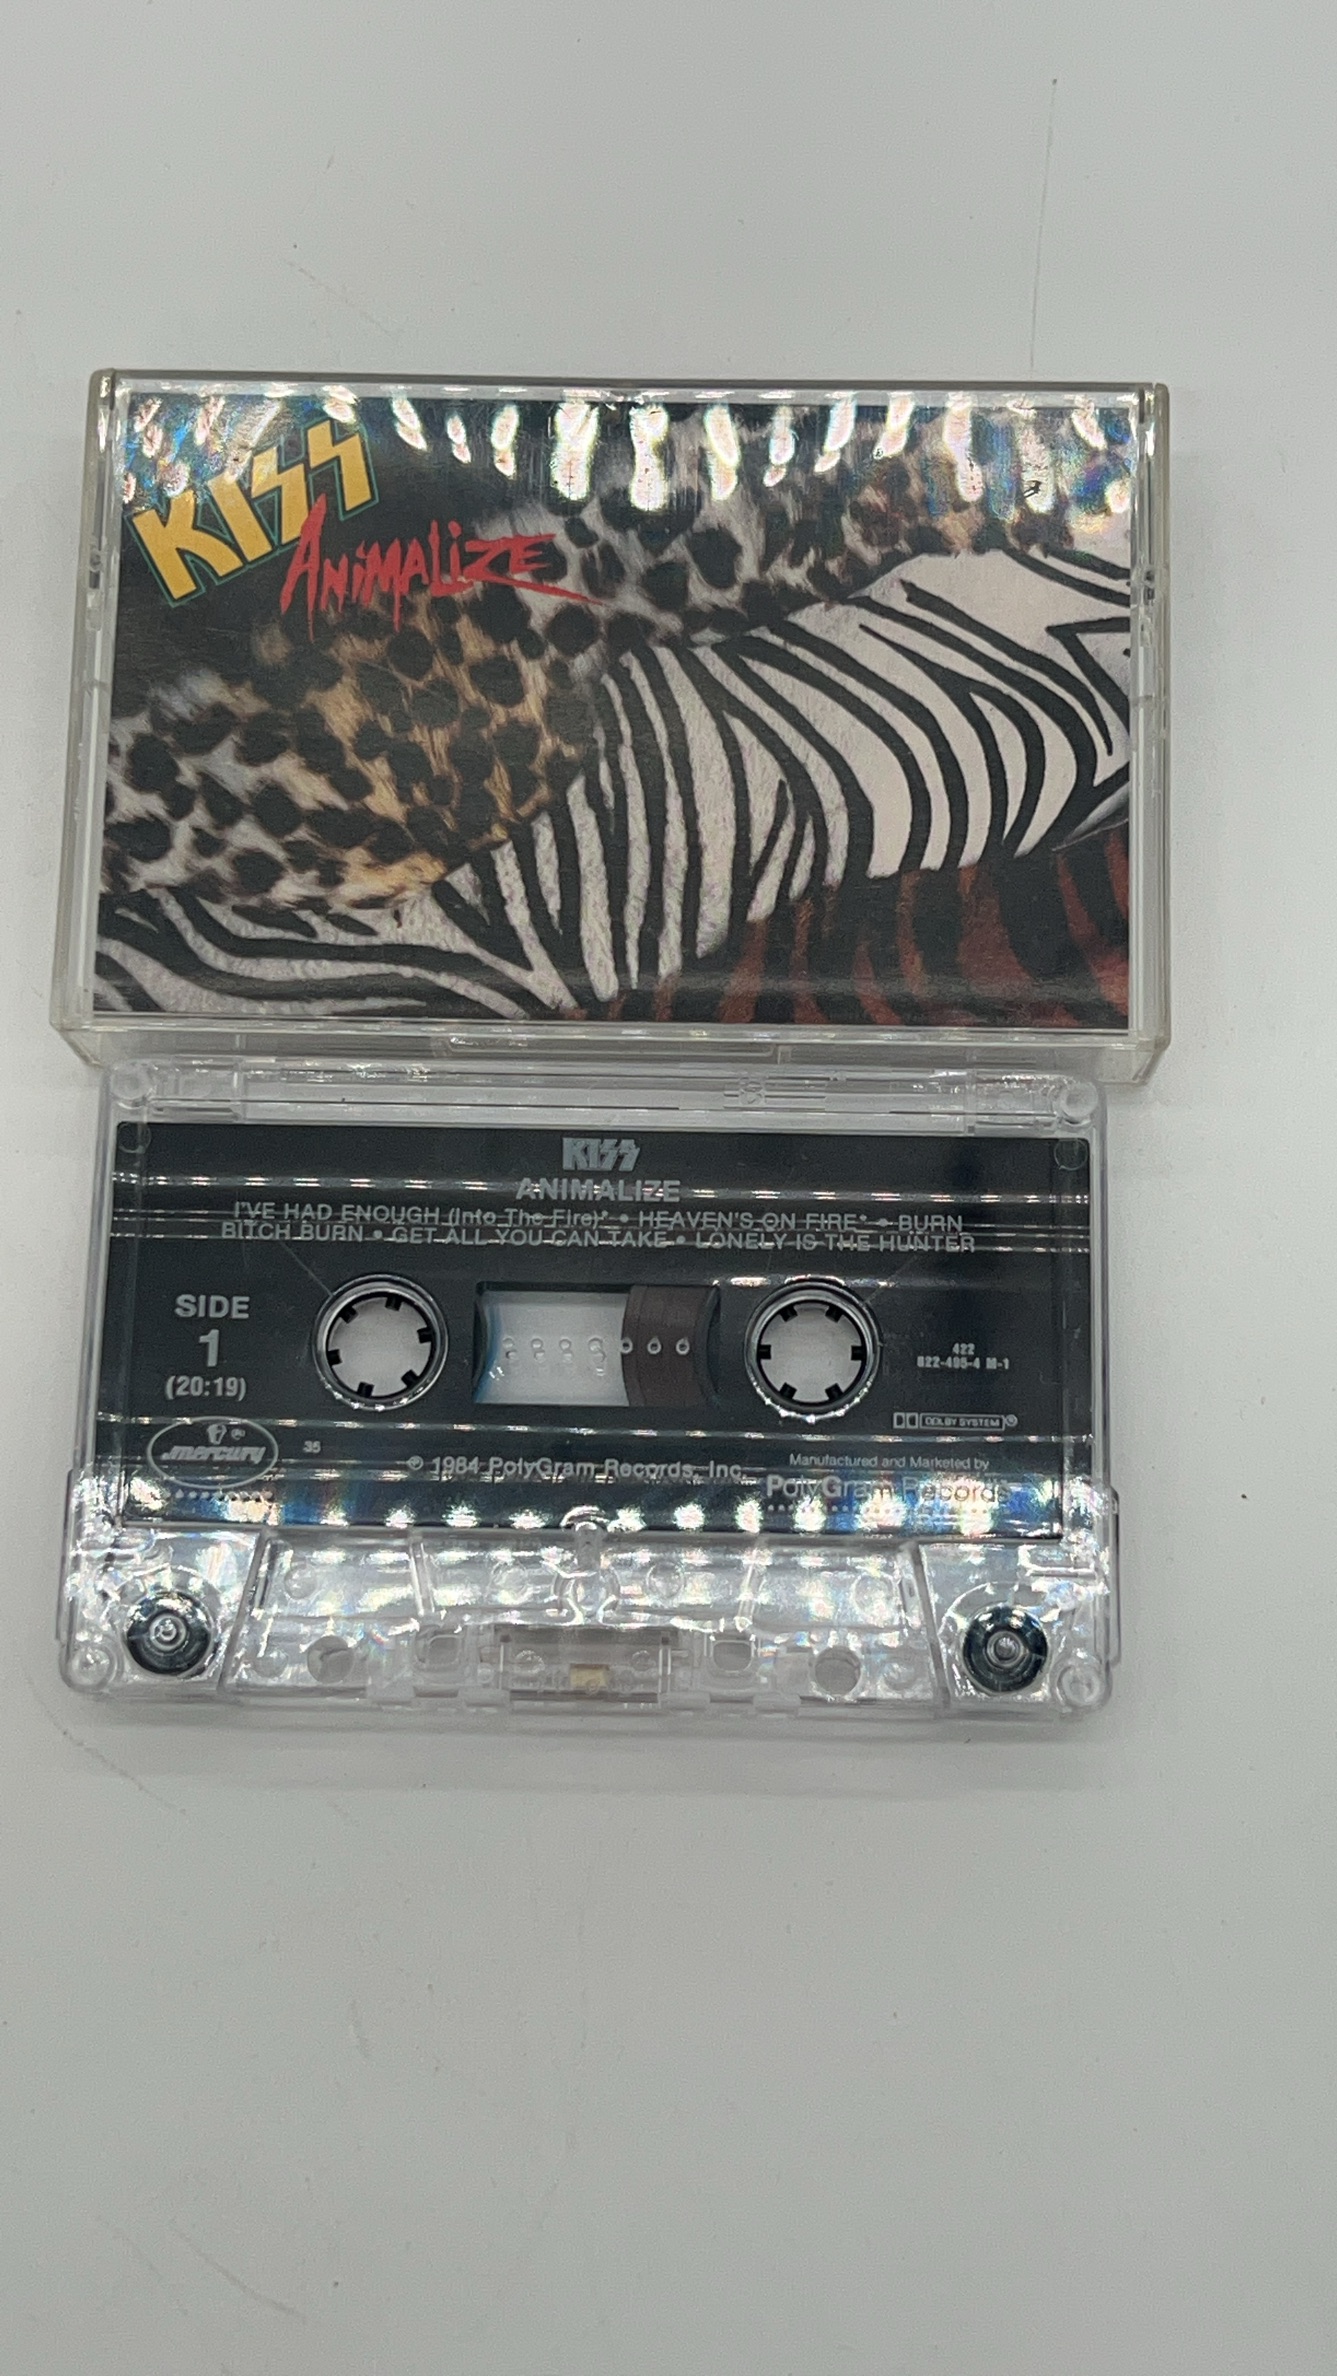 KISS
ANIMALIZE
KISS
ANIMALIZE
I'VE HAD ENOUGH (Into The Fire)* • HEAVEN'S ON FIRE* • BURN
BITCH BURN • GET ALL YOU CAN TAKE • LONELY IS THE HUNTER
SIDE
1
(20:19)
422
822-495-4 M-1
DOLBY SYSTEM ®
mercury
35
℗ 1984 PolyGram Records, Inc.
Manufactured and Marketed by
PolyGram Records